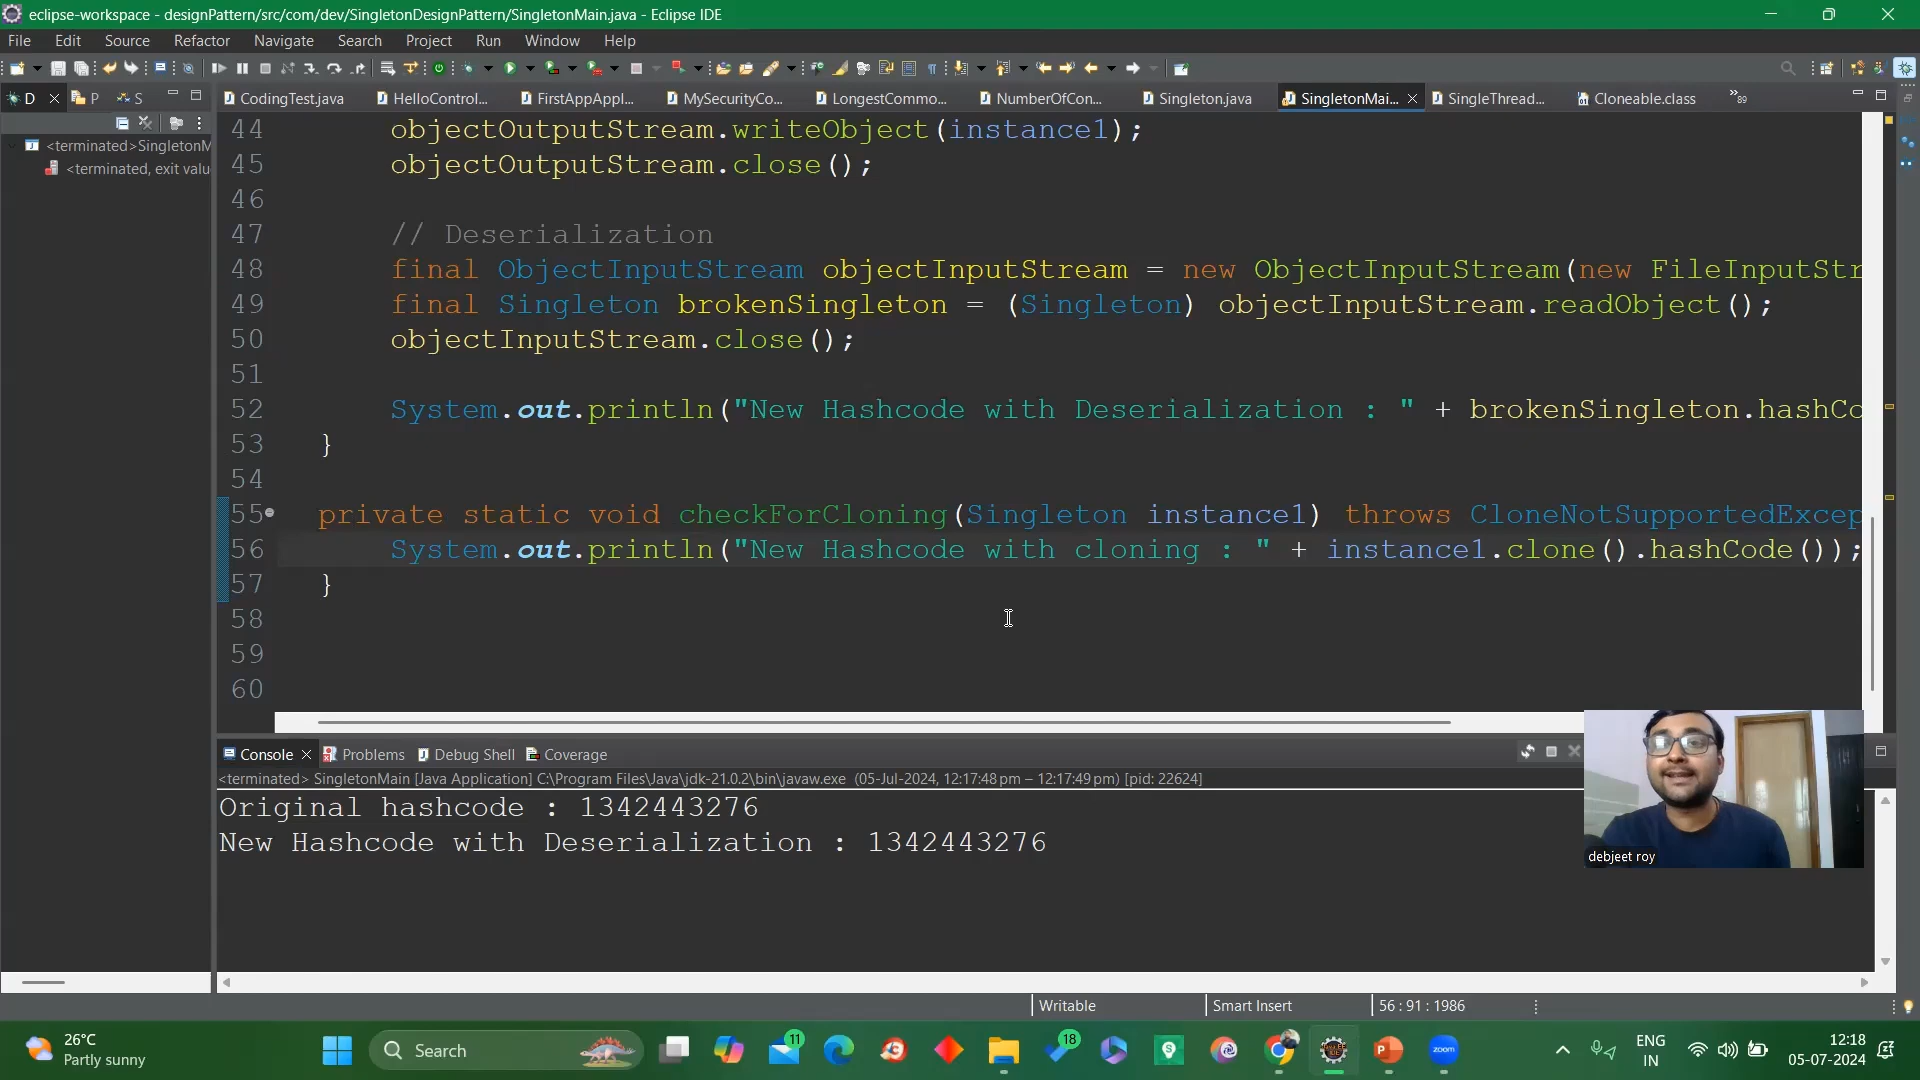 eclipse-workspace - designPattern/src/com/dev/SingletonDesignPattern/SingletonMain.java - Eclipse IDE
File Edit Source Refactor Navigate Search Project Run Window Help
D P S CodingTest.java HelloControl... FirstAppAppl... MySecurityCo... LongestCommo... NumberOfCon... Singleton.java SingletonMai... SingleThread... Cloneable.class »89
<terminated>SingletonM
<terminated, exit valu
44 objectOutputStream.writeObject(instance1);
45 objectOutputStream.close();
46
47 // Deserialization
48 final ObjectInputStream objectInputStream = new ObjectInputStream(new FileInputStr
49 final Singleton brokenSingleton = (Singleton) objectInputStream.readObject();
50 objectInputStream.close();
51
52 System.out.println("New Hashcode with Deserialization : " + brokenSingleton.hashCo
53 }
54
55 private static void checkForCloning(Singleton instance1) throws CloneNotSupportedExcep
56 System.out.println("New Hashcode with cloning : " + instance1.clone().hashCode());
57 }
58
59
60
Console Problems Debug Shell Coverage
<terminated> SingletonMain [Java Application] C:\Program Files\Java\jdk-21.0.2\bin\javaw.exe (05-Jul-2024, 12:17:48 pm – 12:17:49 pm) [pid: 22624]
Original hashcode : 1342443276
New Hashcode with Deserialization : 1342443276
debjeet roy
Writable Smart Insert 56 : 91 : 1986
26°C
Partly sunny
Search
11
18
zoom
ENG
IN
12:18
05-07-2024